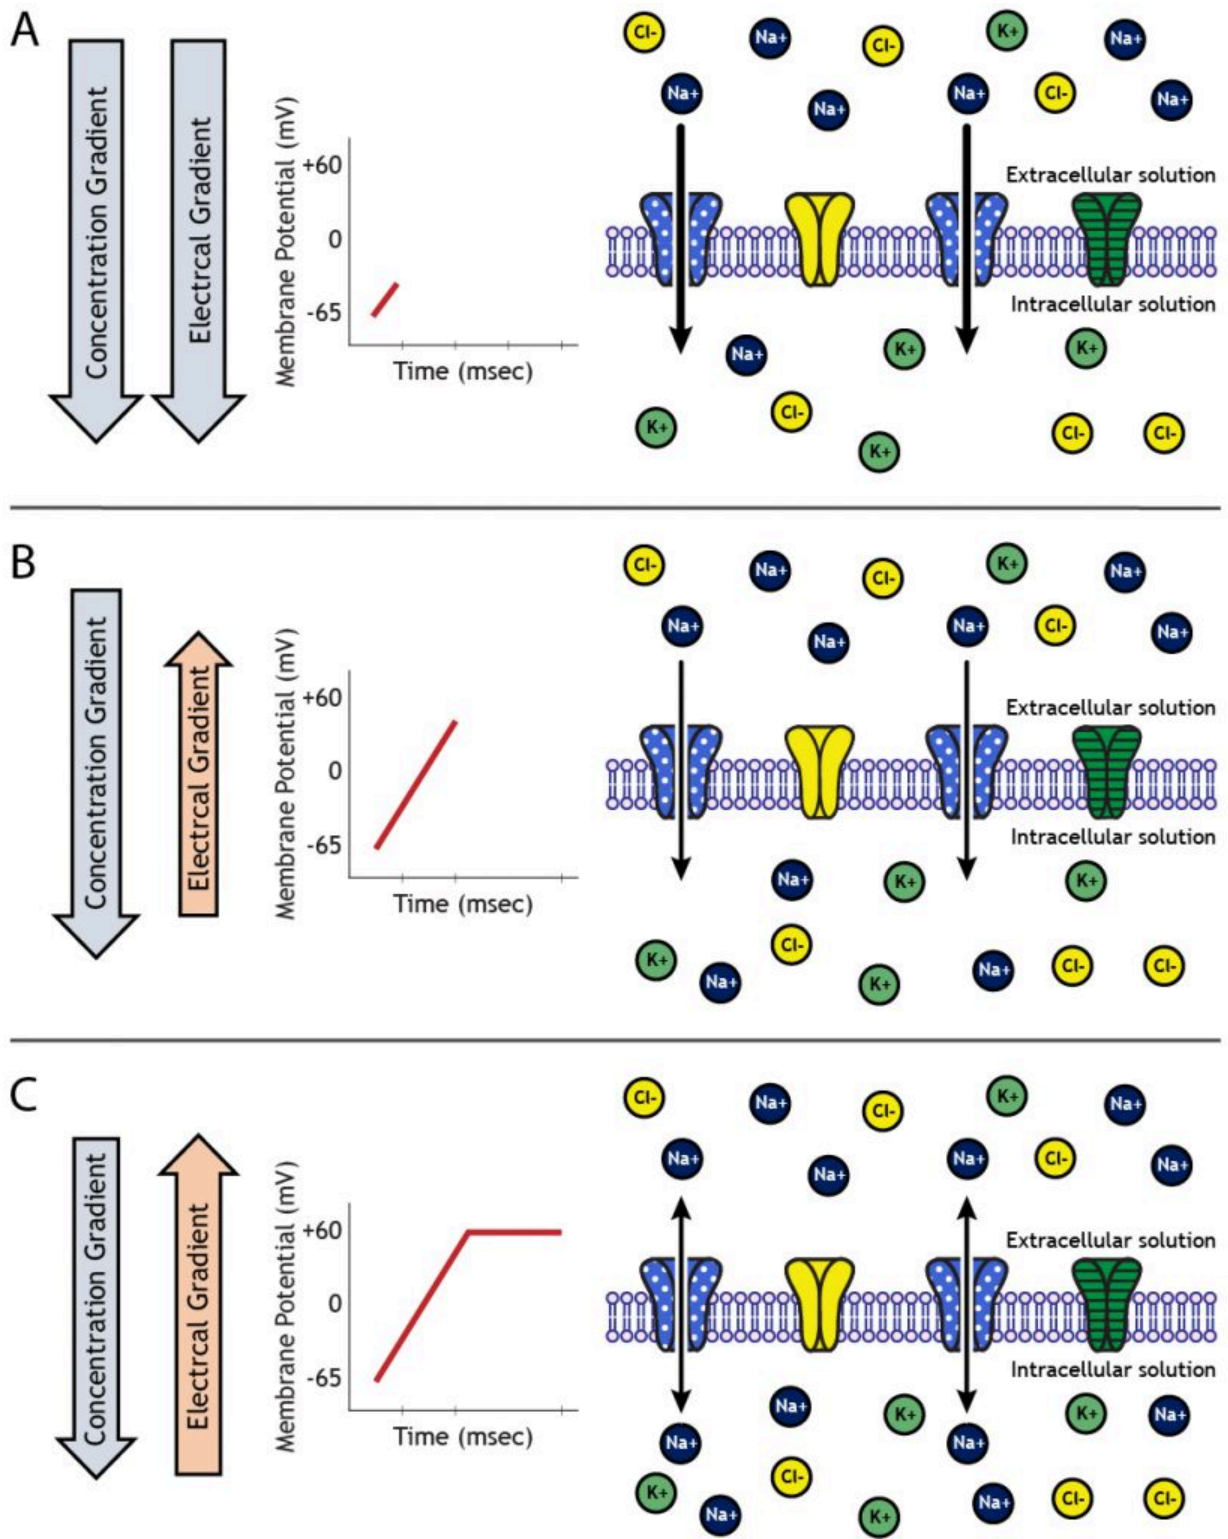 A
Concentration Gradient
Electrcal Gradient
Membrane Potential (mV)
+60
0
-65
Time (msec)
Cl-
Na+
Cl-
K+
Na+
Na+
Na+
Na+
Cl-
Na+
Extracellular solution
Intracellular solution
Na+
K+
K+
K+
Cl-
K+
Cl-
Cl-
B
Concentration Gradient
Electrcal Gradient
Membrane Potential (mV)
+60
0
-65
Time (msec)
Cl-
Na+
Cl-
K+
Na+
Na+
Na+
Na+
Cl-
Na+
Extracellular solution
Intracellular solution
Na+
K+
K+
K+
Na+
Cl-
K+
Na+
Cl-
Cl-
C
Concentration Gradient
Electrcal Gradient
Membrane Potential (mV)
+60
0
-65
Time (msec)
Cl-
Na+
Cl-
K+
Na+
Na+
Na+
Na+
Cl-
Na+
Extracellular solution
Intracellular solution
Na+
K+
K+
Na+
Na+
Na+
K+
Na+
Cl-
K+
Na+
Cl-
Cl-